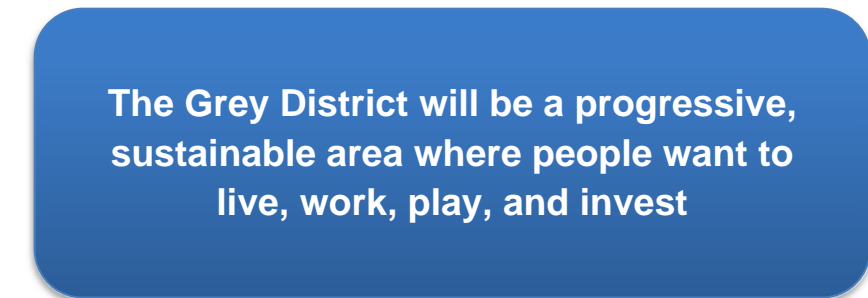 The Grey District will be a progressive,
sustainable area where people want to
live, work, play, and invest